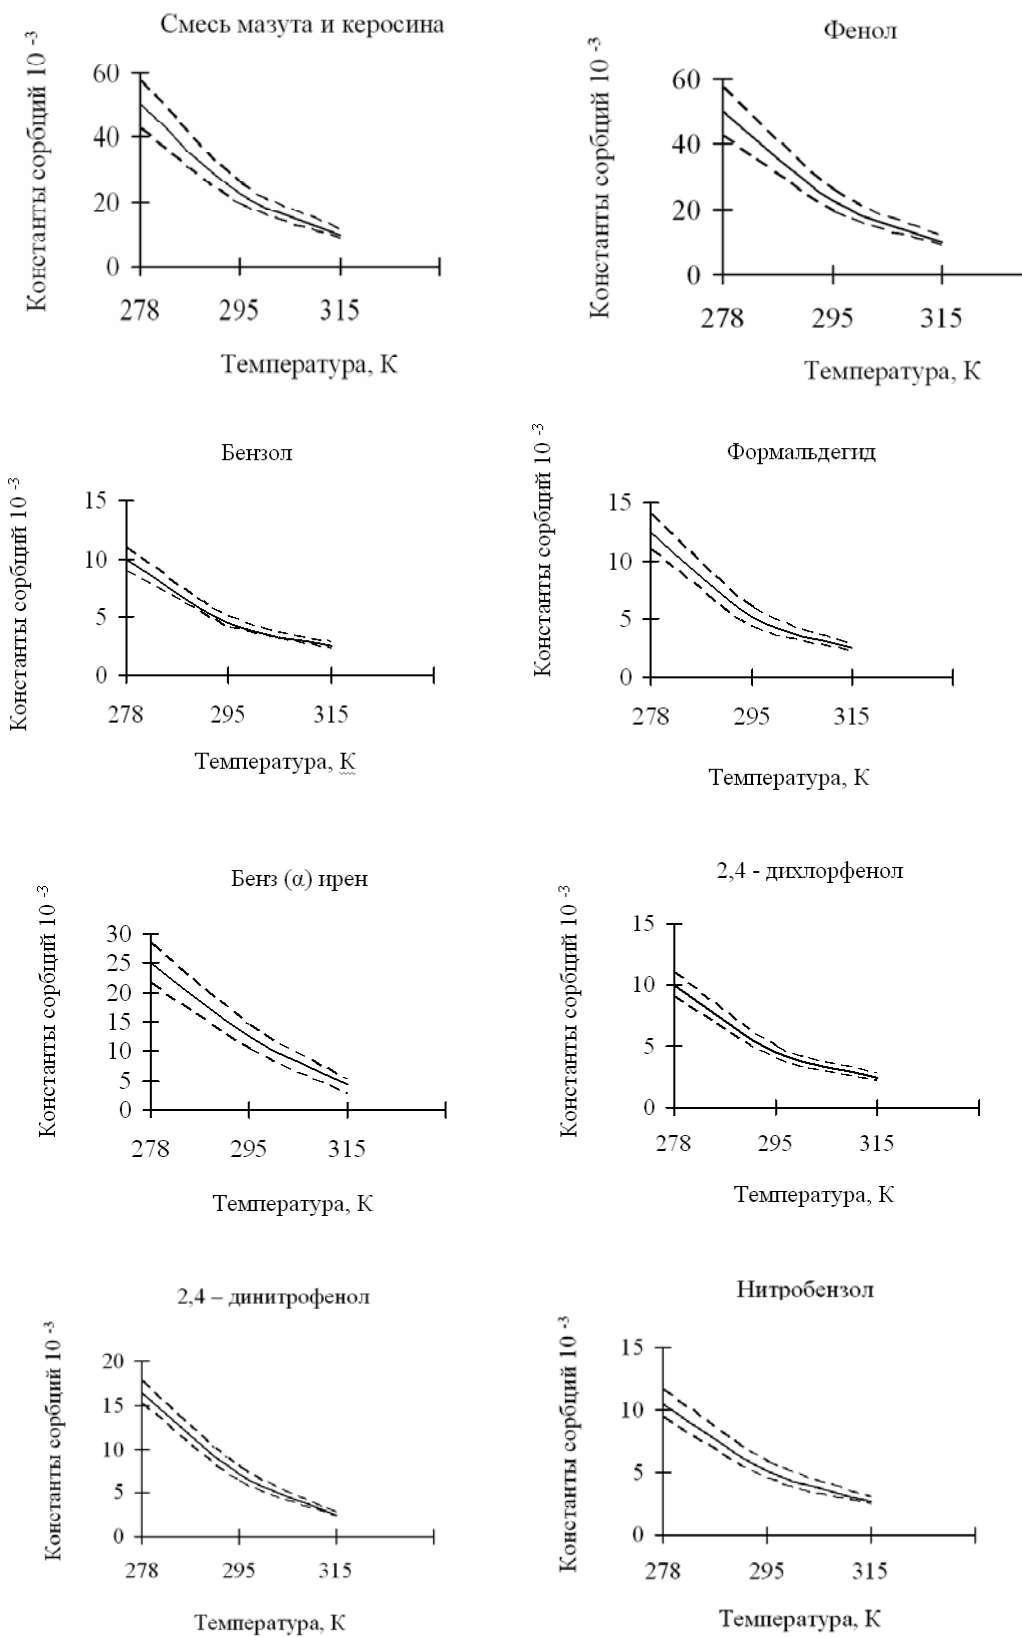 Смесь мазута и керосина
Константы сорбций 10 -3
60
40
20
0
278 295 315
Температура, К
Фенол
Константы сорбций 10 -3
60
40
20
0
278 295 315
Температура, К
Бензол
Константы сорбций 10 -3
15
10
5
0
278 295 315
Температура, К
Формальдегид
Константы сорбций 10 -3
15
10
5
0
278 295 315
Температура, К
Бенз (α) ирен
Константы сорбций 10 -3
30
25
20
15
10
5
0
278 295 315
Температура, К
2,4 - дихлорфенол
Константы сорбций 10 -3
15
10
5
0
278 295 315
Температура, К
2,4 – динитрофенол
Константы сорбций 10 -3
20
15
10
5
0
278 295 315
Температура, К
Нитробензол
Константы сорбций 10 -3
15
10
5
0
278 295 315
Температура, К